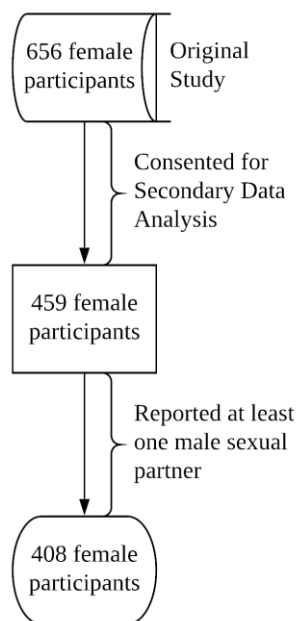 656 female
participants
Original
Study
Consented for
Secondary Data
Analysis
459 female
participants
Reported at least
one male sexual
partner
408 female
participants